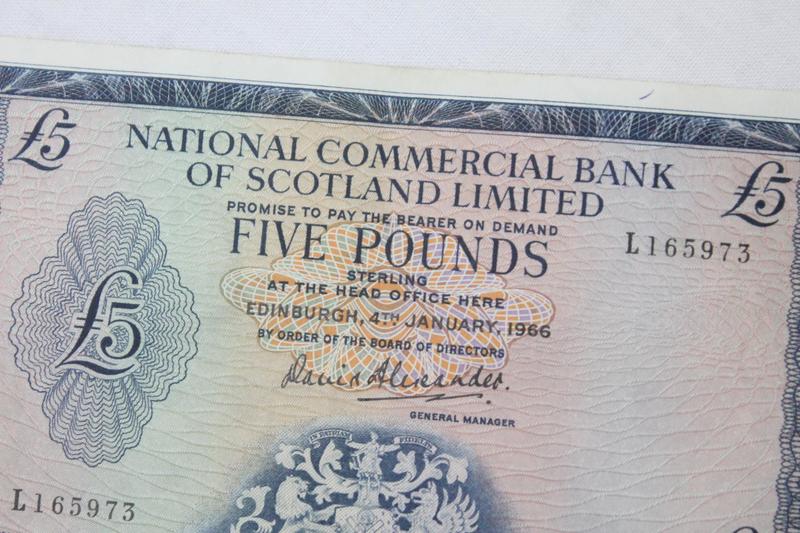 £5
NATIONAL COMMERCIAL BANK
OF SCOTLAND LIMITED
£5
PROMISE TO PAY THE BEARER ON DEMAND
FIVE POUNDS
L165973
STERLING
AT THE HEAD OFFICE HERE
EDINBURGH, 4TH JANUARY, 1966
£5
BY ORDER OF THE BOARD OF DIRECTORS
David Alexander.
GENERAL MANAGER
L165973